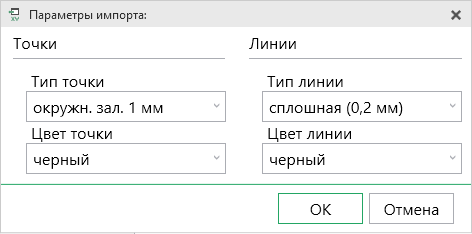 Параметры импорта:
Точки
Линии
Тип точки
окружн. зал. 1 мм
Цвет точки
черный
Тип линии
сплошная (0,2 мм)
Цвет линии
черный
ОК
Отмена